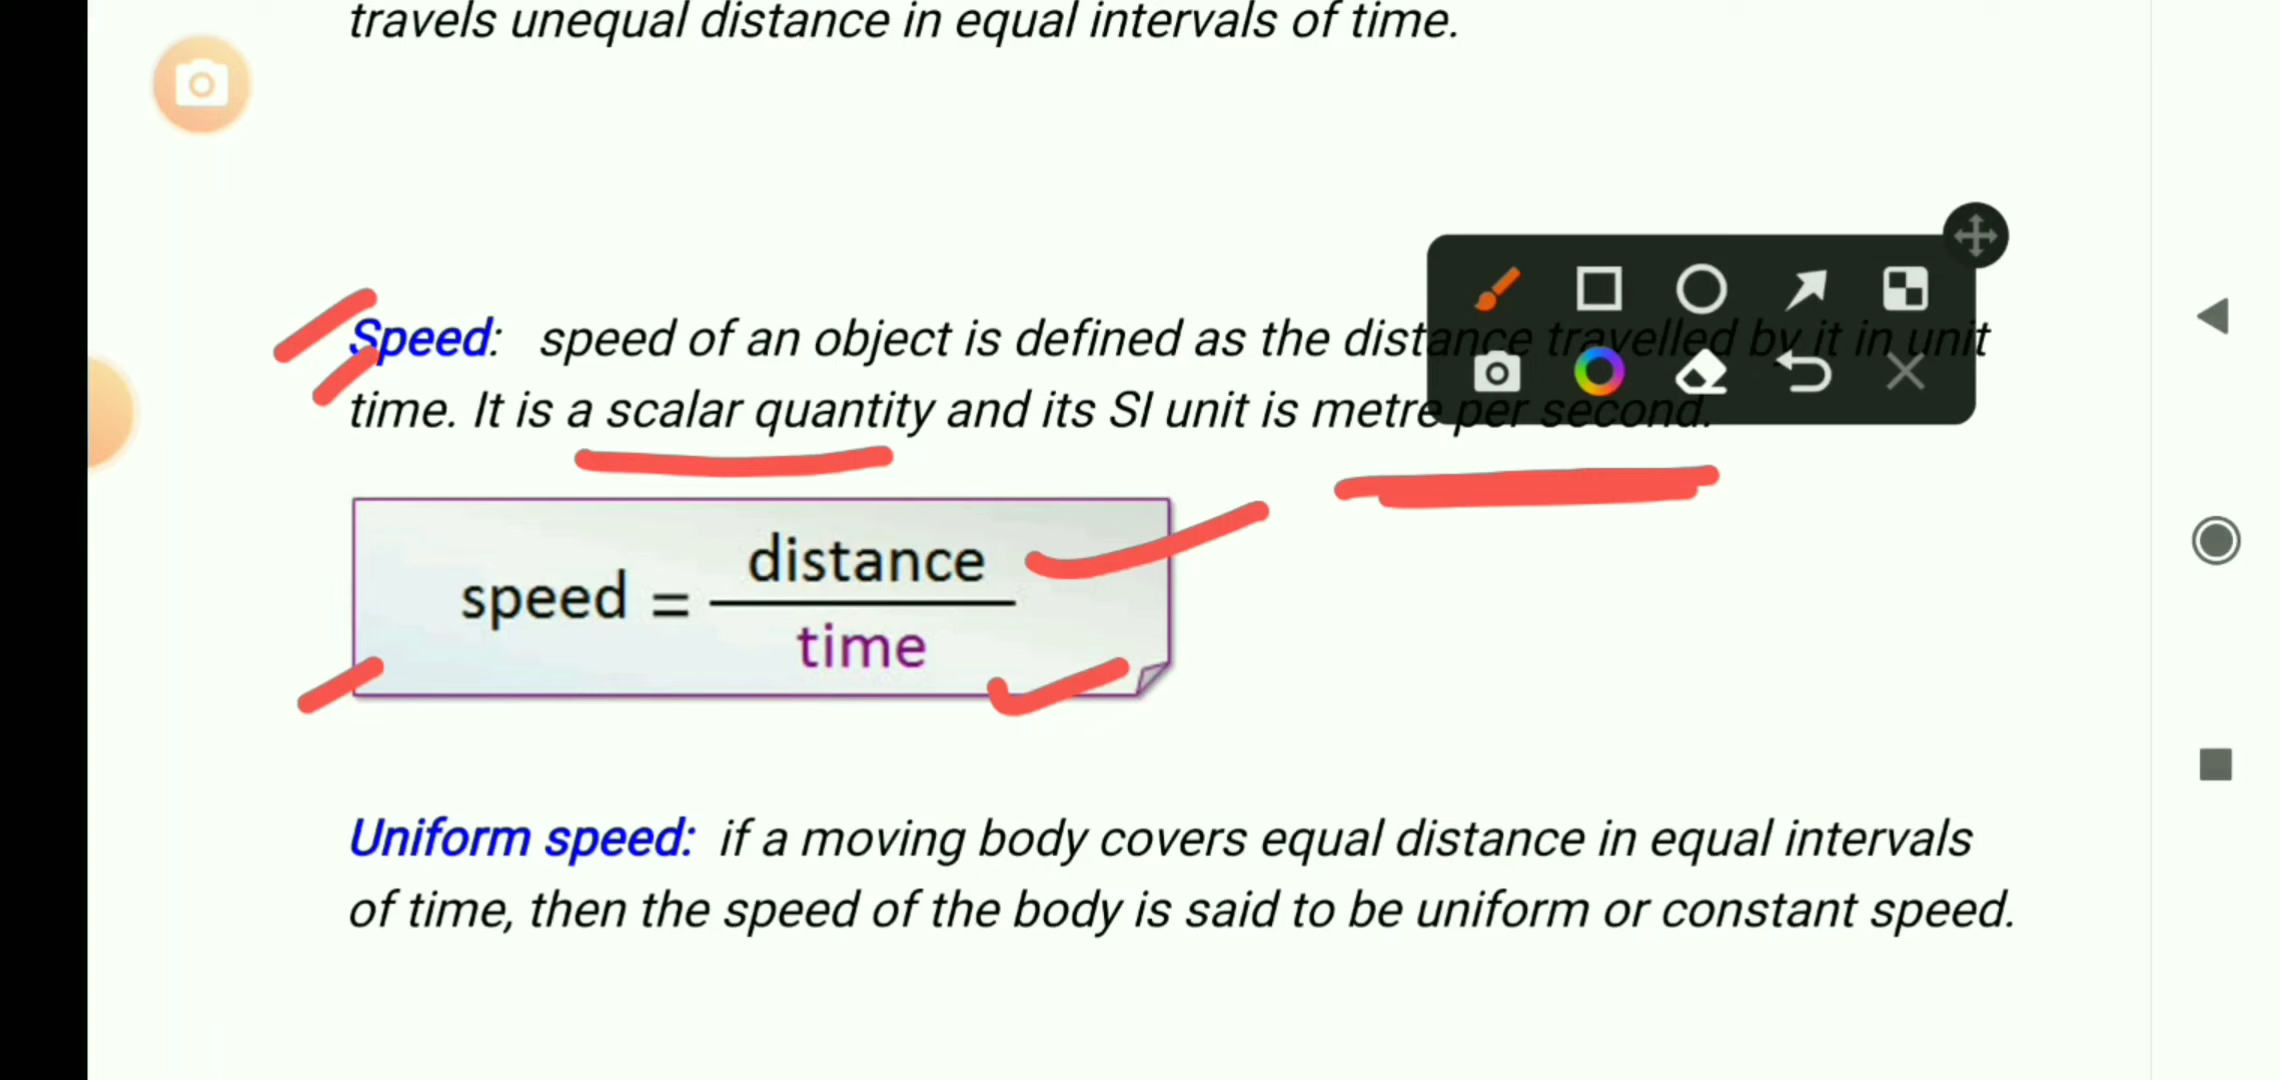 travels unequal distance in equal intervals of time.
Speed: speed of an object is defined as the distance travelled by it in unit
time. It is a scalar quantity and its SI unit is metre per second.
speed = distance
time
Uniform speed: if a moving body covers equal distance in equal intervals
of time, then the speed of the body is said to be uniform or constant speed.